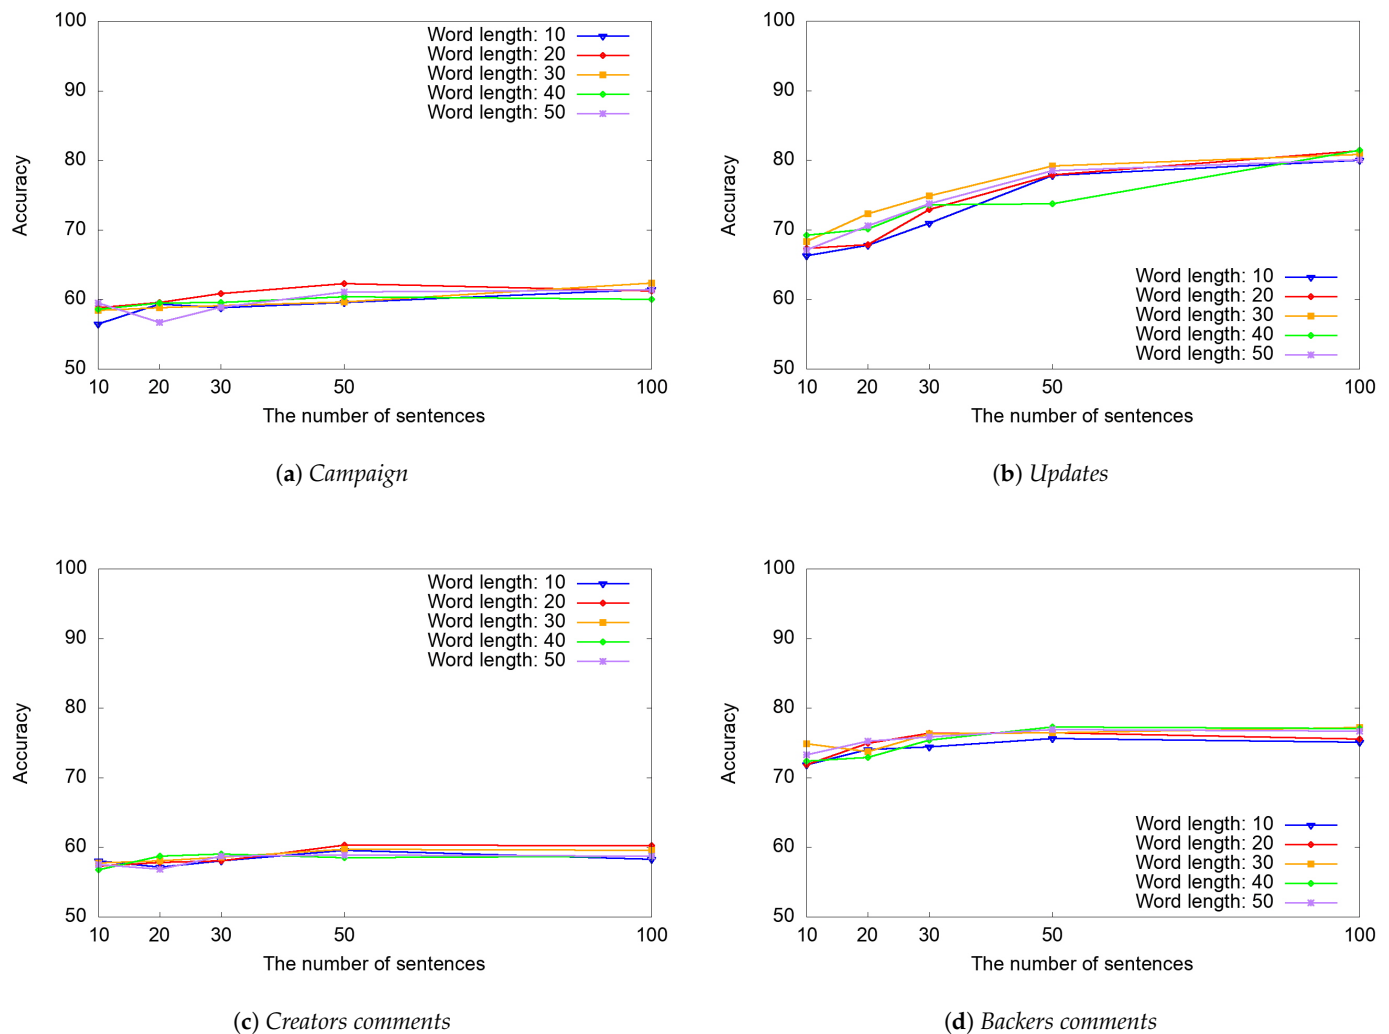 100
90
80
70
60
50
Accuracy
10 20 30 50 100
The number of sentences
Word length: 10
Word length: 20
Word length: 30
Word length: 40
Word length: 50
(a) Campaign
100
90
80
70
60
50
Accuracy
10 20 30 50 100
The number of sentences
Word length: 10
Word length: 20
Word length: 30
Word length: 40
Word length: 50
(b) Updates
100
90
80
70
60
50
Accuracy
10 20 30 50 100
The number of sentences
Word length: 10
Word length: 20
Word length: 30
Word length: 40
Word length: 50
(c) Creators comments
100
90
80
70
60
50
Accuracy
10 20 30 50 100
The number of sentences
Word length: 10
Word length: 20
Word length: 30
Word length: 40
Word length: 50
(d) Backers comments